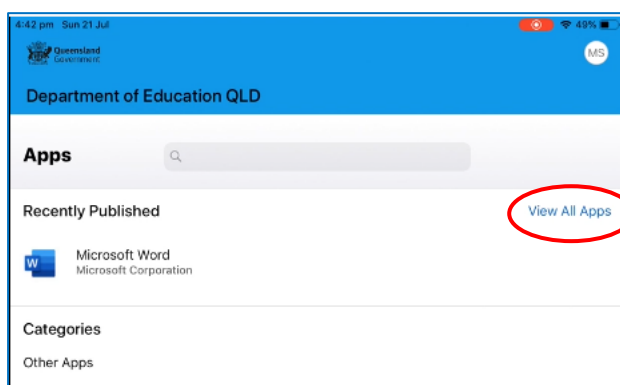 4:42 pm Sun 21 Jul 49%
Queensland
Government
MS
Department of Education QLD
Apps
Recently Published
View All Apps
W
Microsoft Word
Microsoft Corporation
Categories
Other Apps